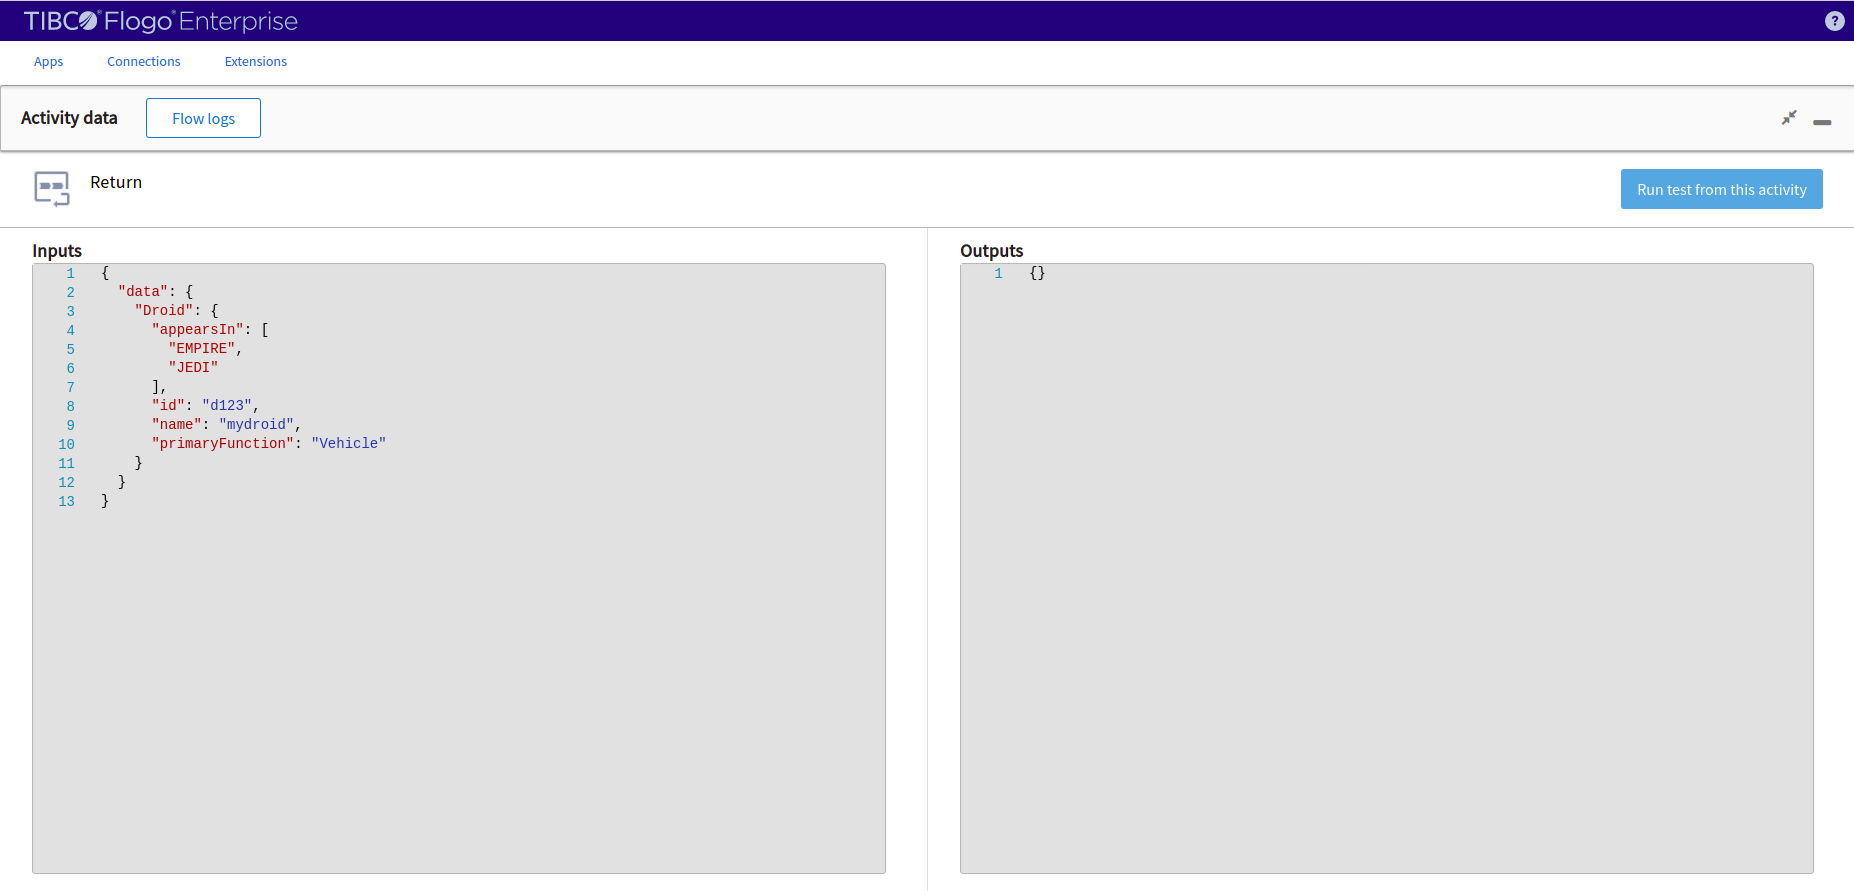 TIBCO® Flogo® Enterprise
?
Apps Connections Extensions
Activity data Flow logs
Return
Run test from this activity
Inputs
1 {
2   "data": {
3     "Droid": {
4       "appearsIn": [
5         "EMPIRE",
6         "JEDI"
7       ],
8       "id": "d123",
9       "name": "mydroid",
10       "primaryFunction": "Vehicle"
11     }
12   }
13 }
Outputs
1 {}